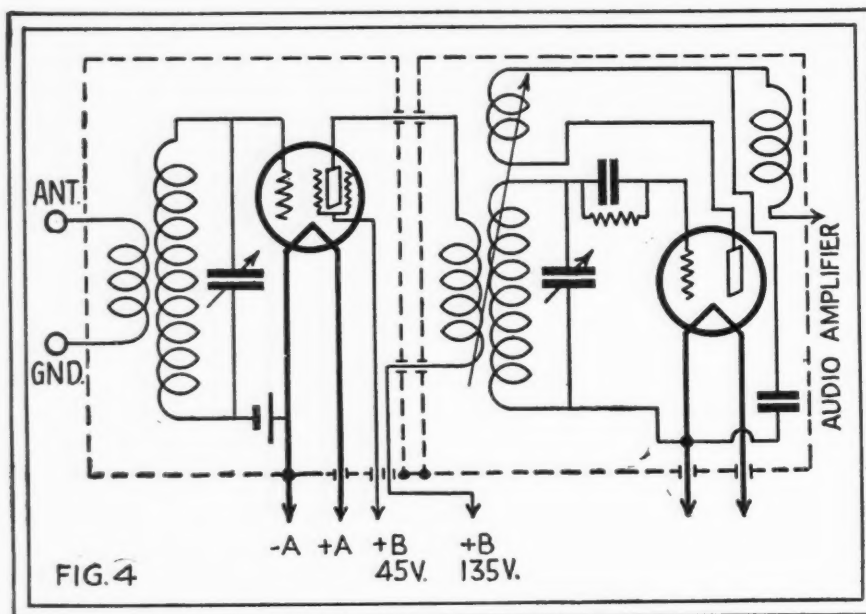 ANT.
GND.
-A +A +B +B
45V. 135V.
AUDIO AMPLIFIER
FIG. 4